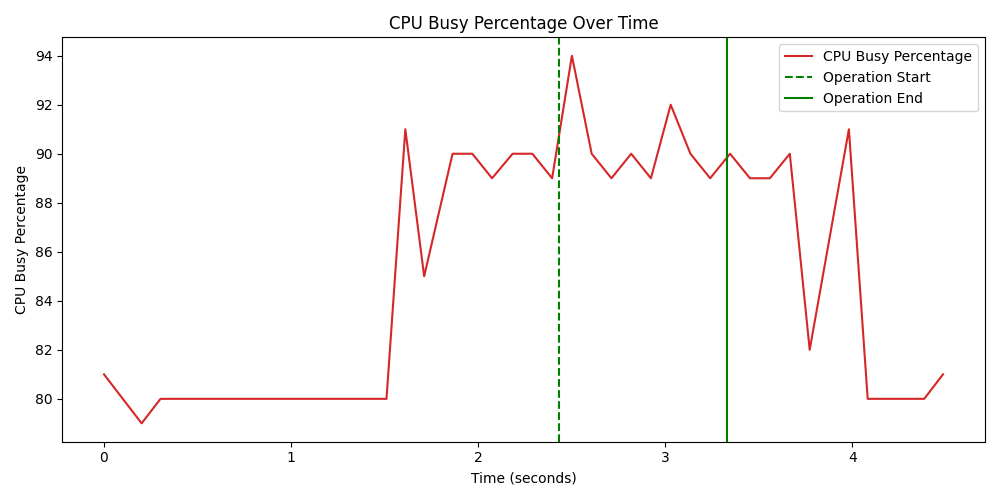 CPU Busy Percentage Over Time
CPU Busy Percentage
Operation Start
Operation End
94
92
90
88
86
84
82
80
CPU Busy Percentage
0 1 2 3 4
Time (seconds)